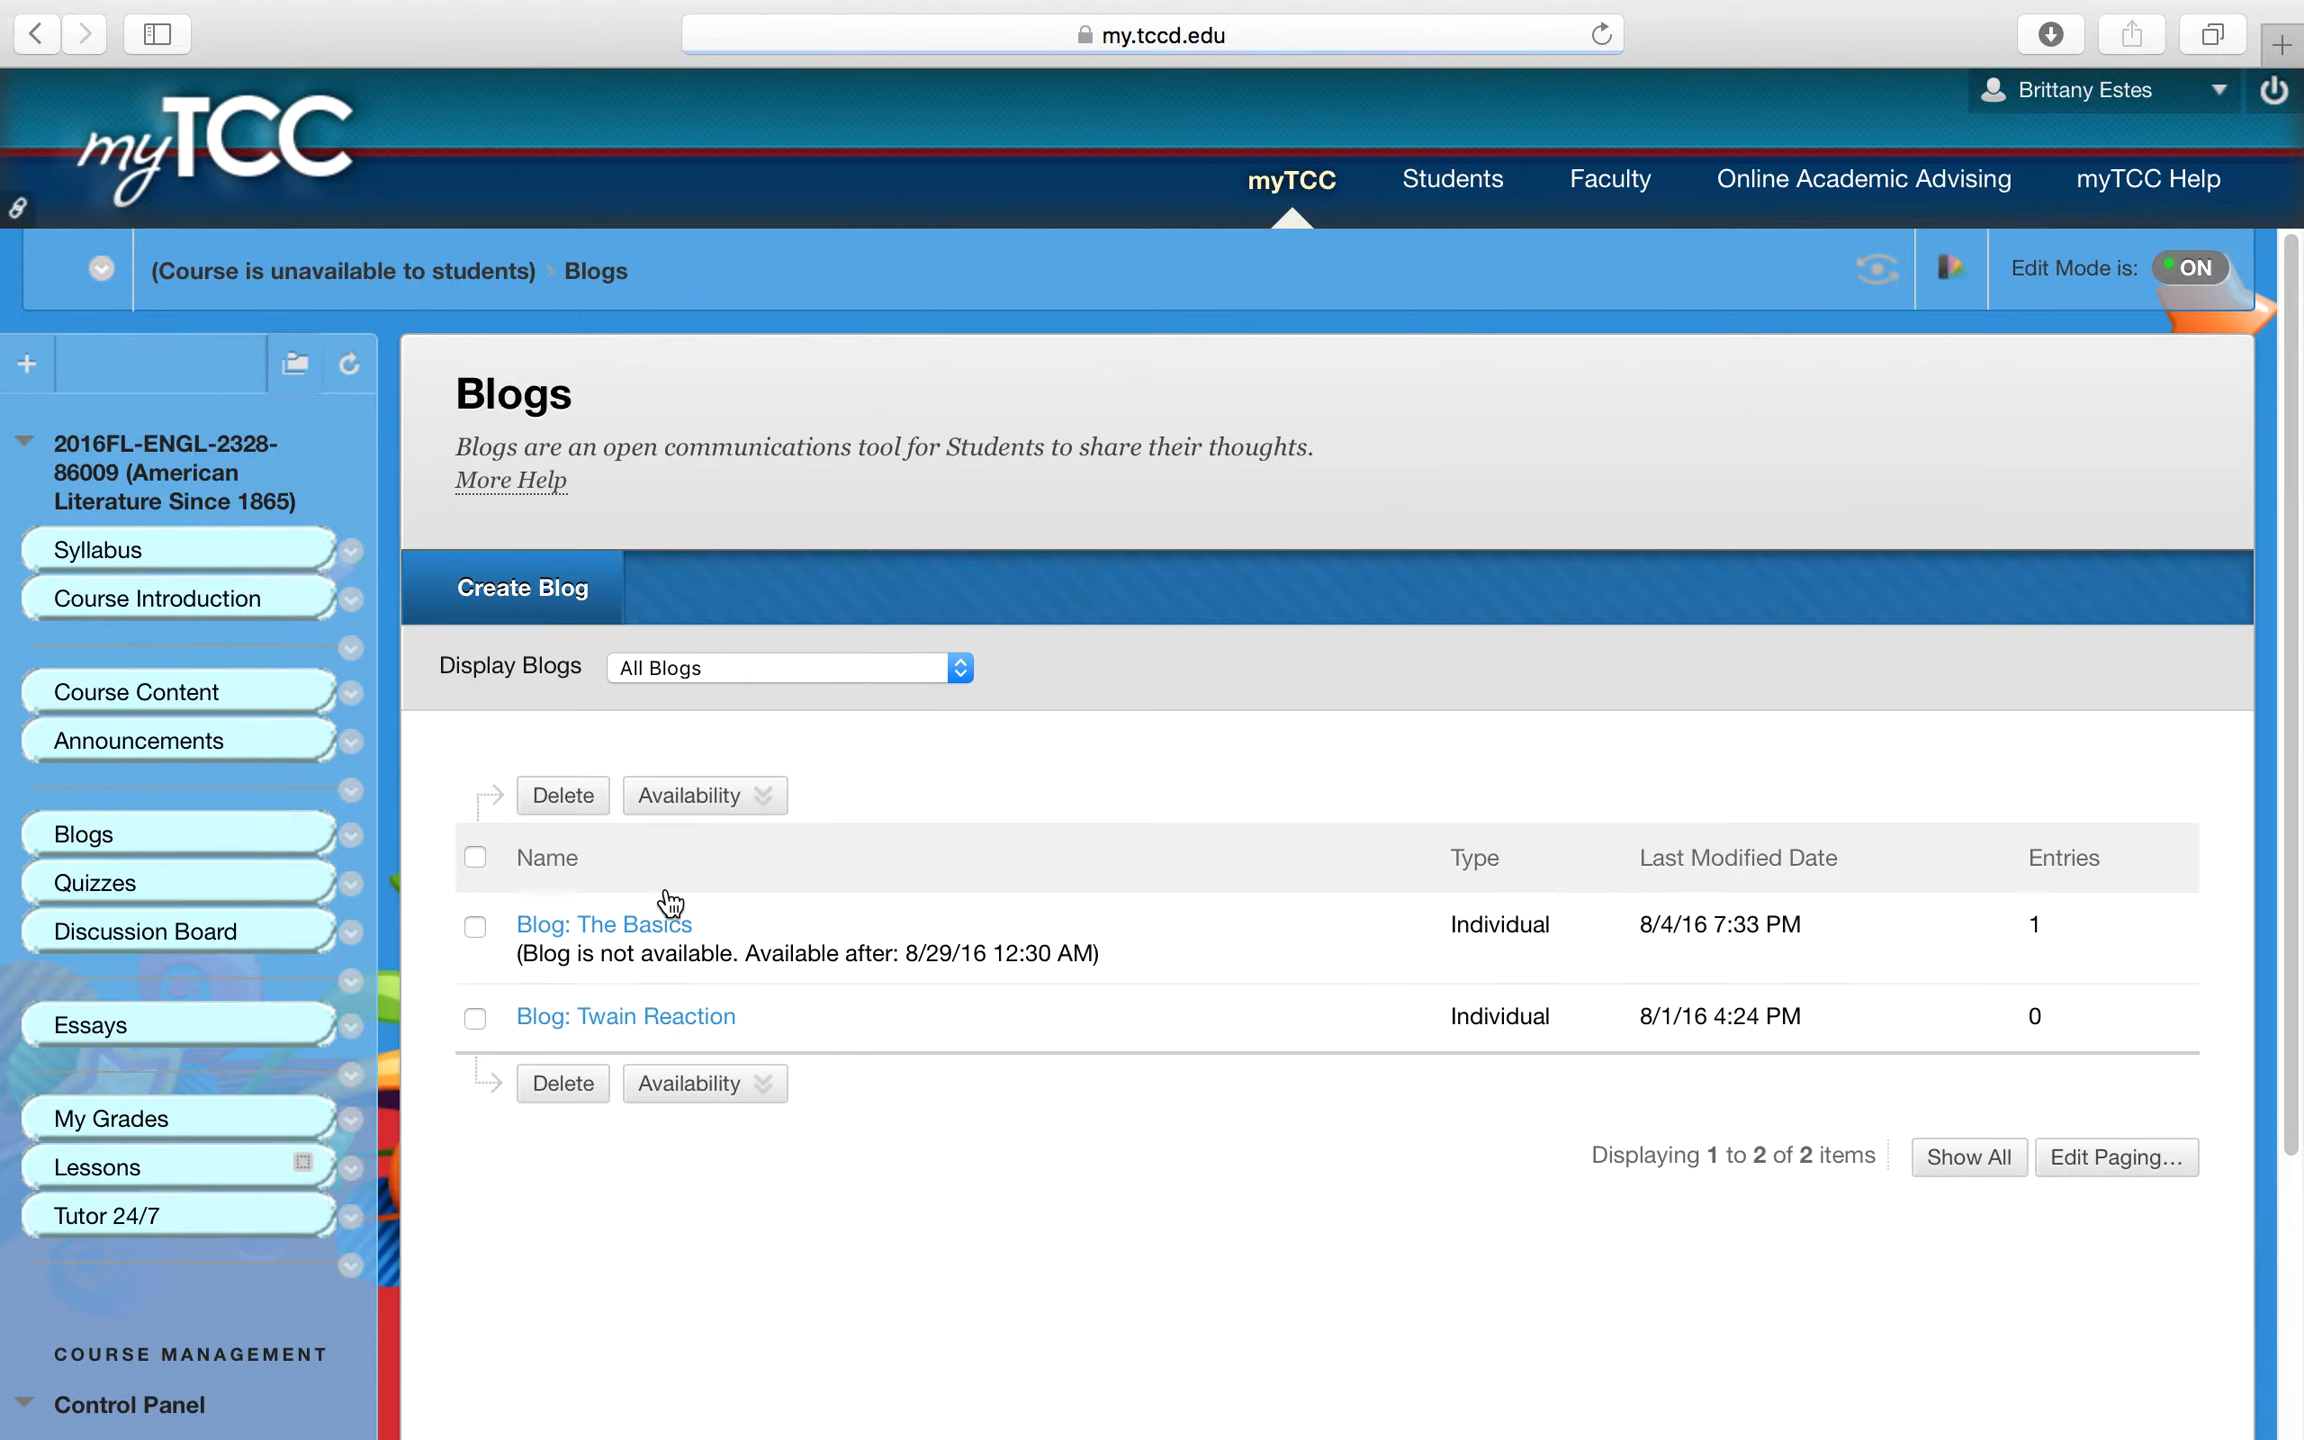 my.tccd.edu
Brittany Estes
myTCC
myTCC Students Faculty Online Academic Advising myTCC Help
(Course is unavailable to students) Blogs
Edit Mode is: ON
2016FL-ENGL-2328-
86009 (American
Literature Since 1865)
Syllabus
Course Introduction
Course Content
Announcements
Blogs
Quizzes
Discussion Board
Essays
My Grades
Lessons
Tutor 24/7
COURSE MANAGEMENT
Control Panel
Blogs
Blogs are an open communications tool for Students to share their thoughts.
More Help
Create Blog
Display Blogs All Blogs
Delete Availability
Name Type Last Modified Date Entries
Blog: The Basics Individual 8/4/16 7:33 PM 1
(Blog is not available. Available after: 8/29/16 12:30 AM)
Blog: Twain Reaction Individual 8/1/16 4:24 PM 0
Delete Availability
Displaying 1 to 2 of 2 items Show All Edit Paging...